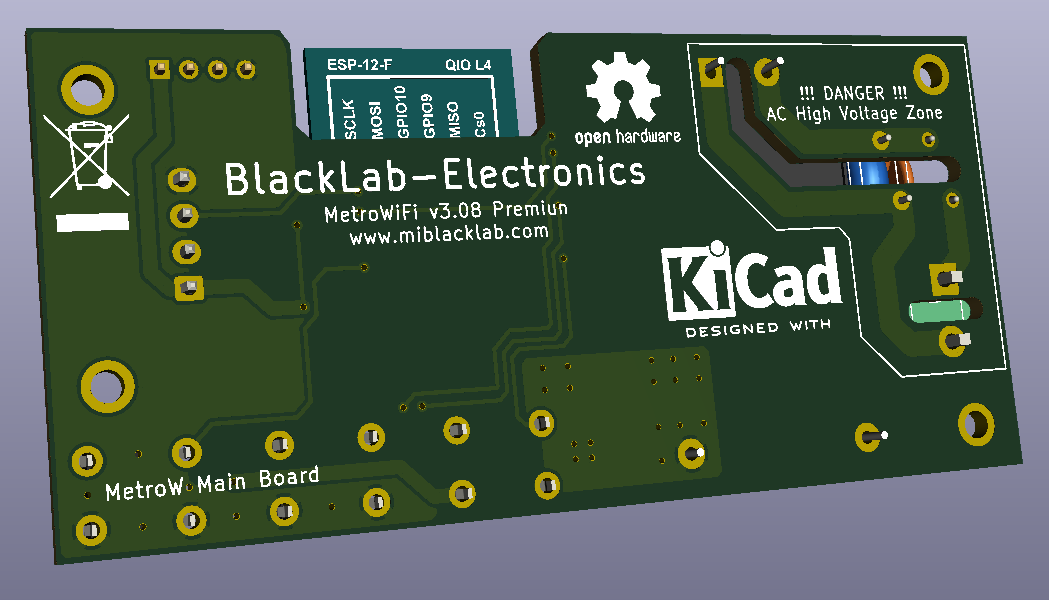 ESP-12-F QIO L4
SCLK
MOSI
GPIO10
GPIO9
MISO
Cs0
open hardware
!!! DANGER !!!
AC High Voltage Zone
BlackLab-Electronics
MetroWiFi v3.08 Premiun
www.miblacklab.com
KiCad
DESIGNED WITH
MetroW Main Board